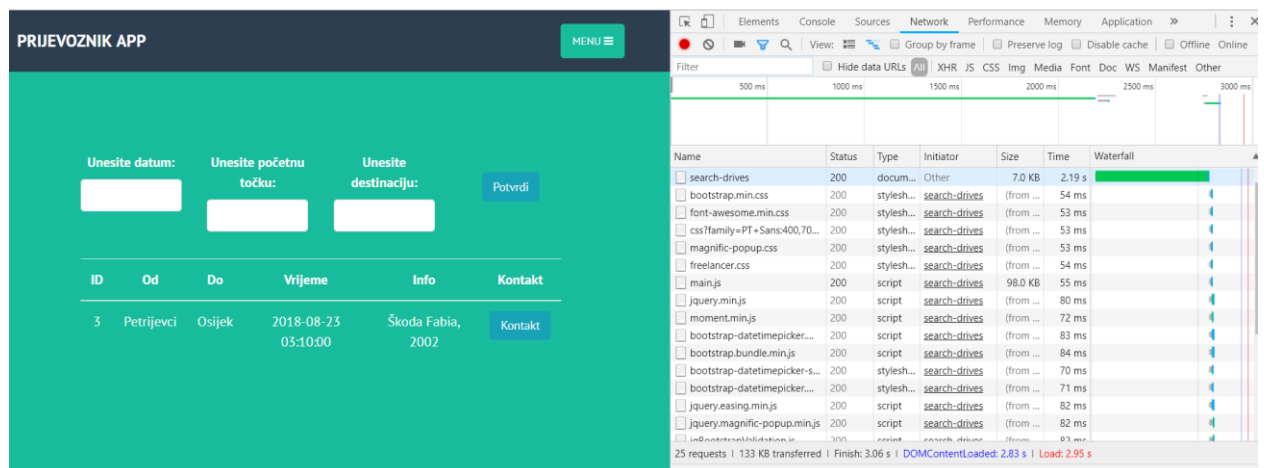 PRIJEVOZNIK APP
MENU
Unesite datum:
Unesite početnu
točku:
Unesite
destinaciju:
Potvrdi
ID Od Do Vrijeme Info Kontakt
3 Petrijevci Osijek 2018-08-23
03:10:00 Škoda Fabia,
2002 Kontakt
Elements Console Sources Network Performance Memory Application »
View: Group by frame Preserve log Disable cache Offline Online
Filter Hide data URLs All XHR JS CSS Img Media Font Doc WS Manifest Other
500 ms 1000 ms 1500 ms 2000 ms 2500 ms 3000 ms
Name Status Type Initiator Size Time Waterfall
search-drives 200 docum... Other 7.0 KB 2.19 s
bootstrap.min.css 200 stylesh... search-drives (from ... 54 ms
font-awesome.min.css 200 stylesh... search-drives (from ... 53 ms
css?family=PT+Sans:400,70... 200 stylesh... search-drives (from ... 53 ms
magnific-popup.css 200 stylesh... search-drives (from ... 53 ms
freelancer.css 200 stylesh... search-drives (from ... 54 ms
main.js 200 script search-drives 98.0 KB 55 ms
jquery.min.js 200 script search-drives (from ... 80 ms
moment.min.js 200 script search-drives (from ... 72 ms
bootstrap-datetimepicker.... 200 script search-drives (from ... 83 ms
bootstrap.bundle.min.js 200 script search-drives (from ... 84 ms
bootstrap-datetimepicker-s... 200 stylesh... search-drives (from ... 70 ms
bootstrap-datetimepicker.... 200 stylesh... search-drives (from ... 71 ms
jquery.easing.min.js 200 script search-drives (from ... 82 ms
jquery.magnific-popup.min.js 200 script search-drives (from ... 82 ms
jqBootstrapValidation.js 200 script search-drives (from ... 82 ms
25 requests | 133 KB transferred | Finish: 3.06 s | DOMContentLoaded: 2.83 s | Load: 2.95 s